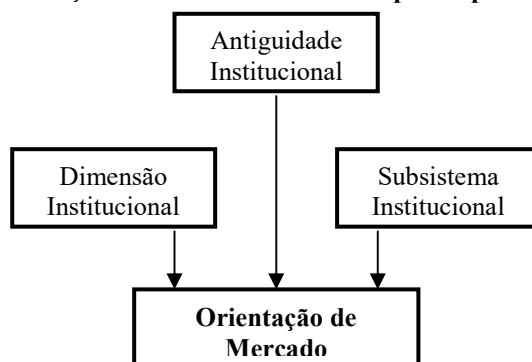 Antiguidade
Institucional
Dimensão
Institucional
Subsistema
Institucional
Orientação de
Mercado